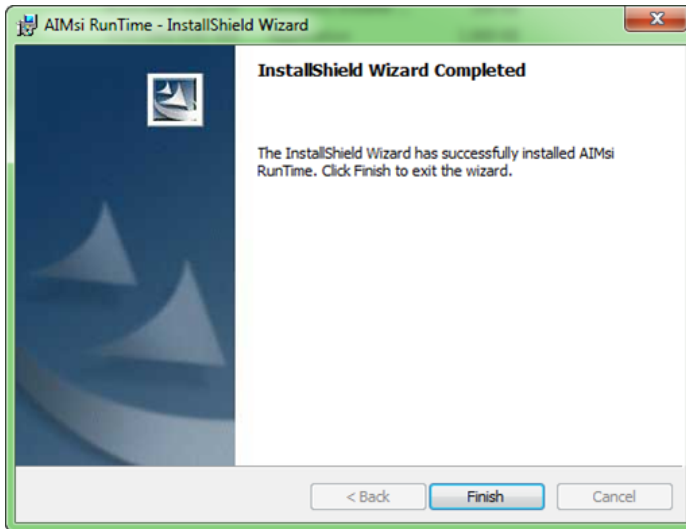 AIMsi RunTime - InstallShield Wizard
InstallShield Wizard Completed
The InstallShield Wizard has successfully installed AIMsi
RunTime. Click Finish to exit the wizard.
< Back
Finish
Cancel